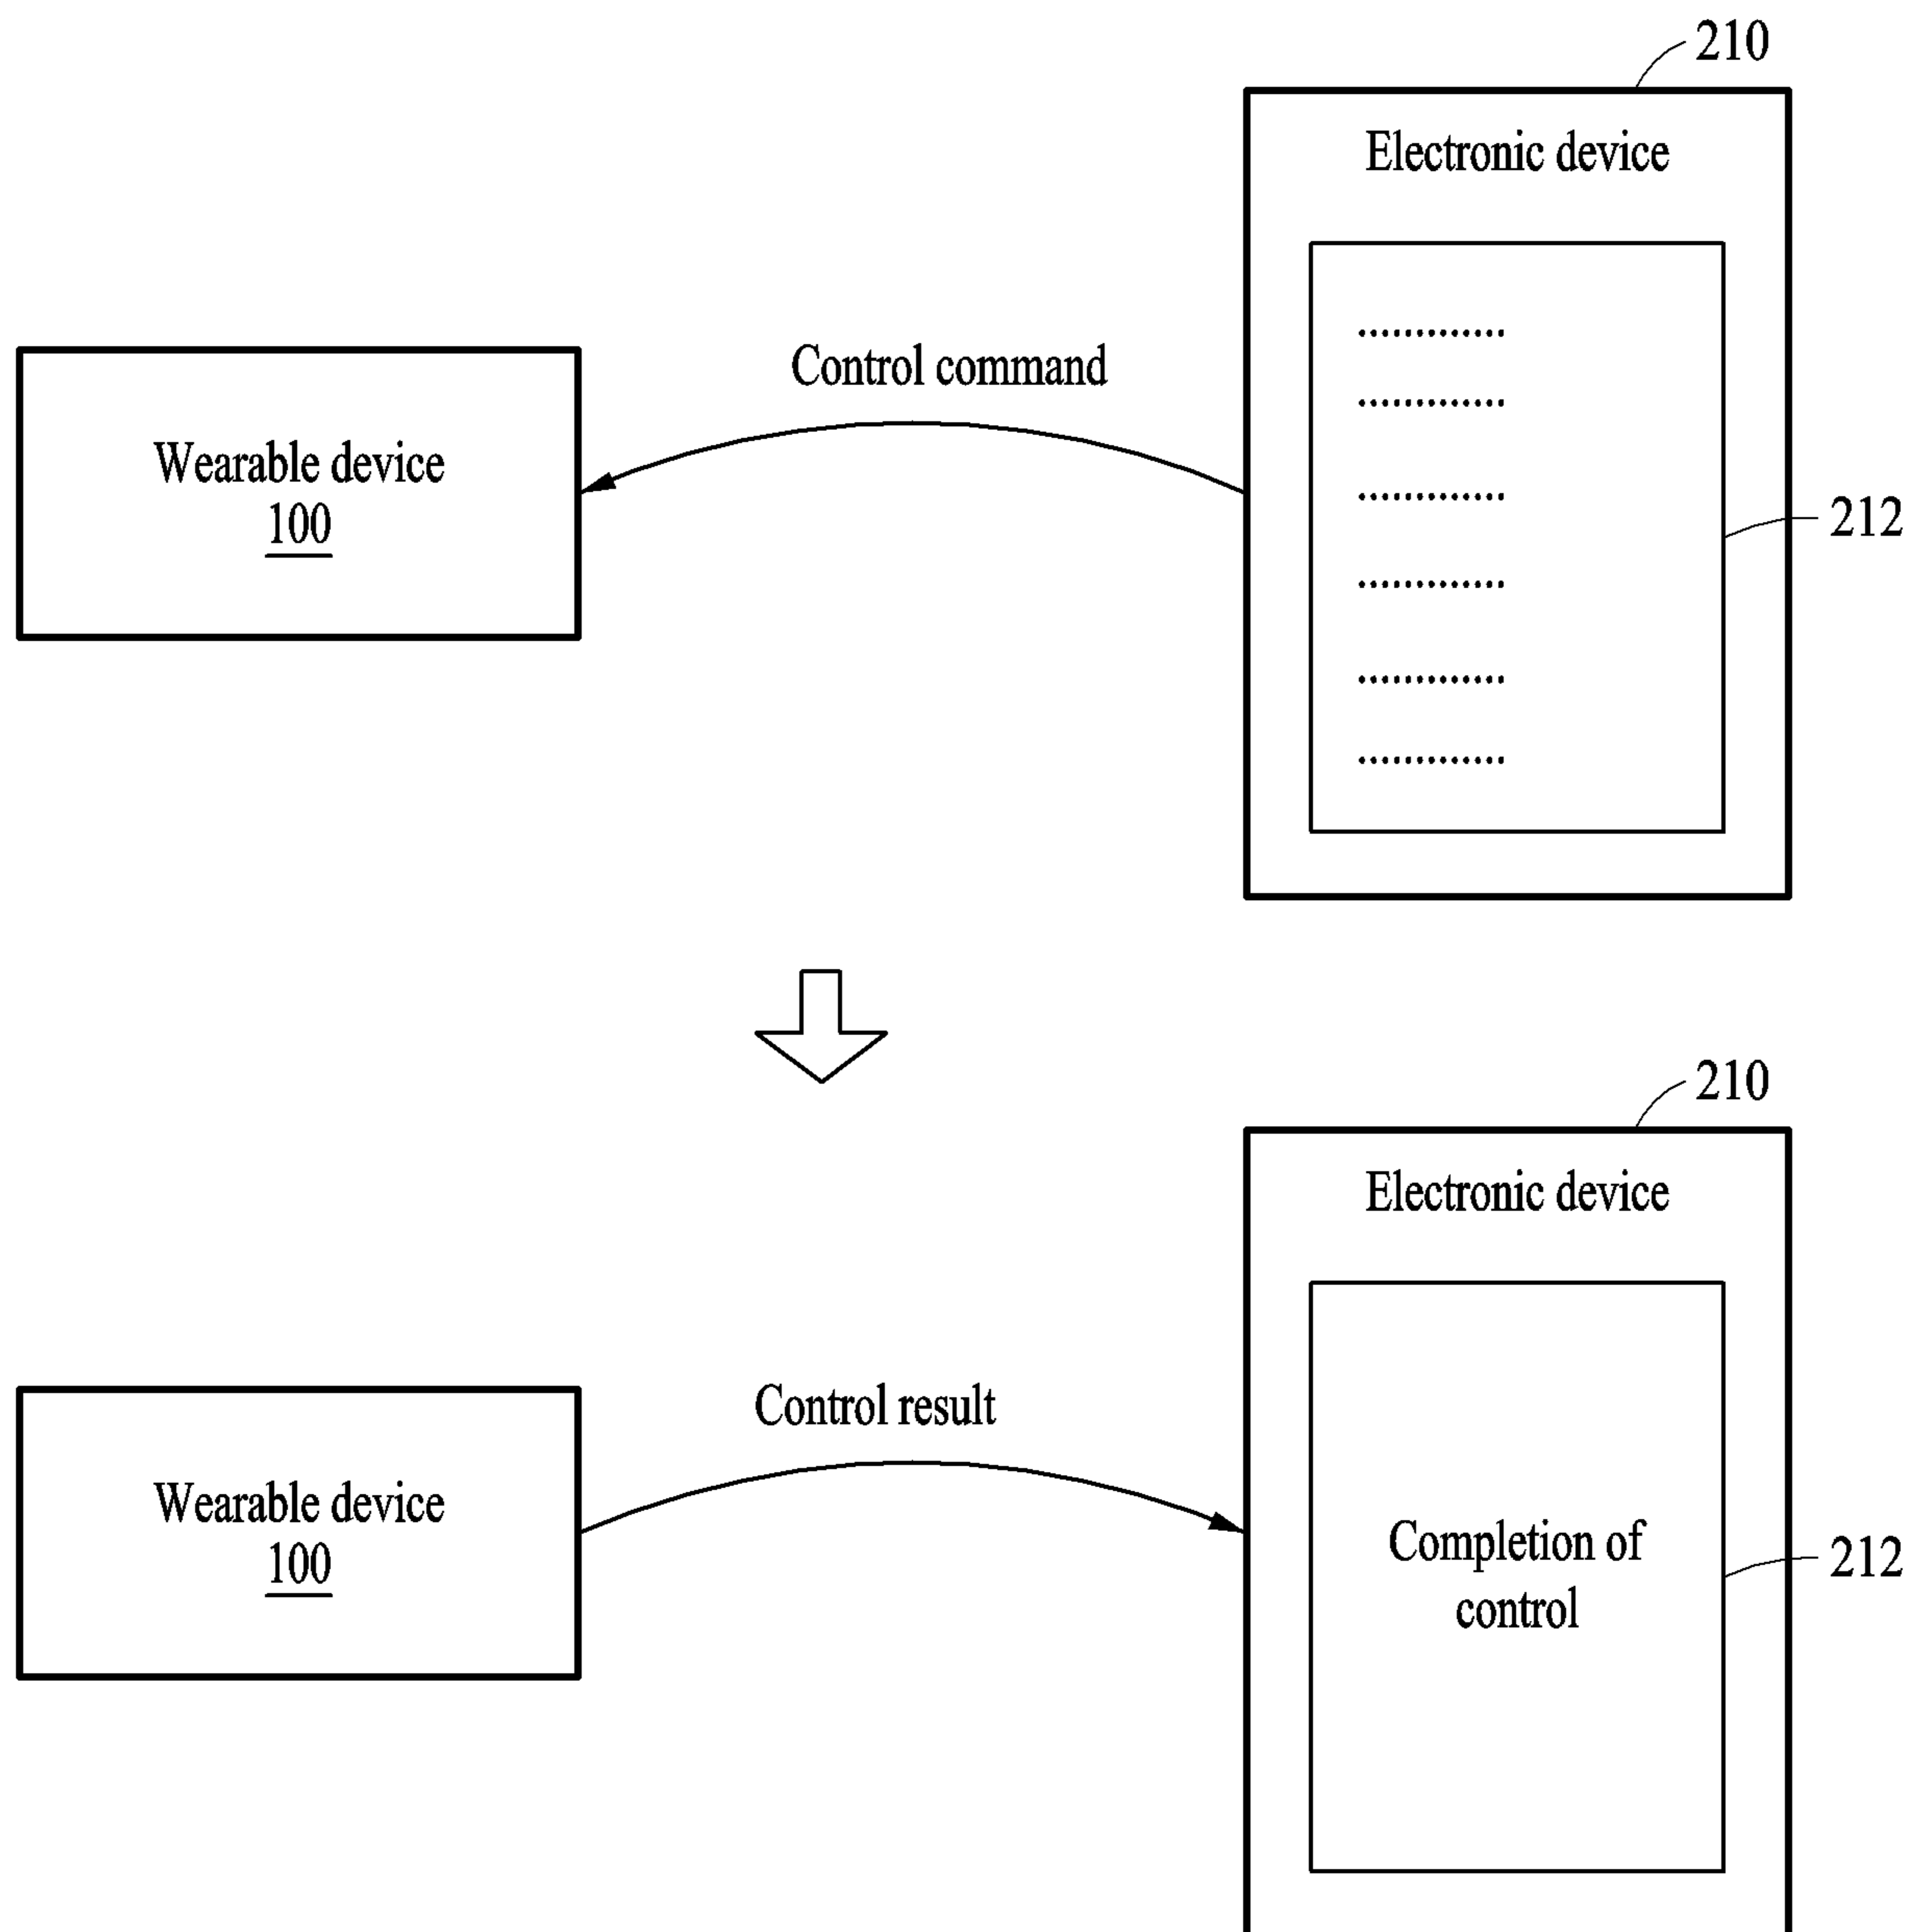 210
Electronic device
Control command
Wearable device
100
212
210
Electronic device
Control result
Wearable device
100
Completion of
control
212